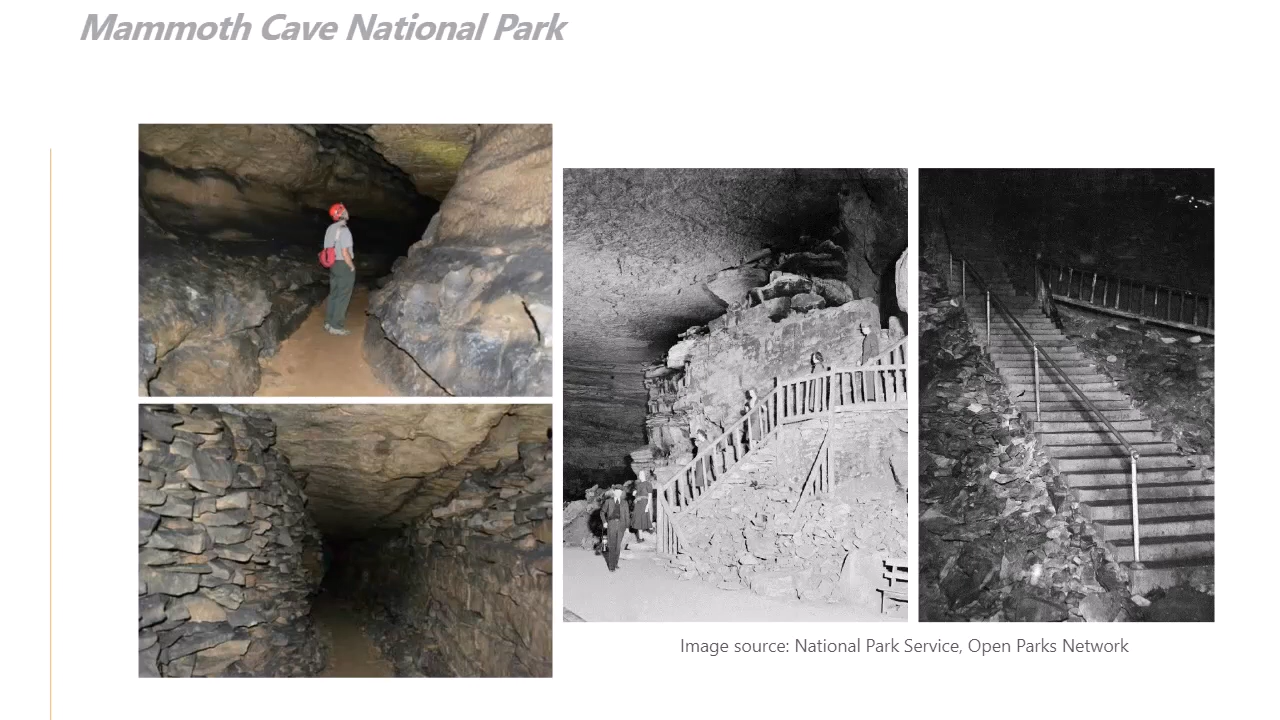 Mammoth Cave National Park
Image source: National Park Service, Open Parks Network